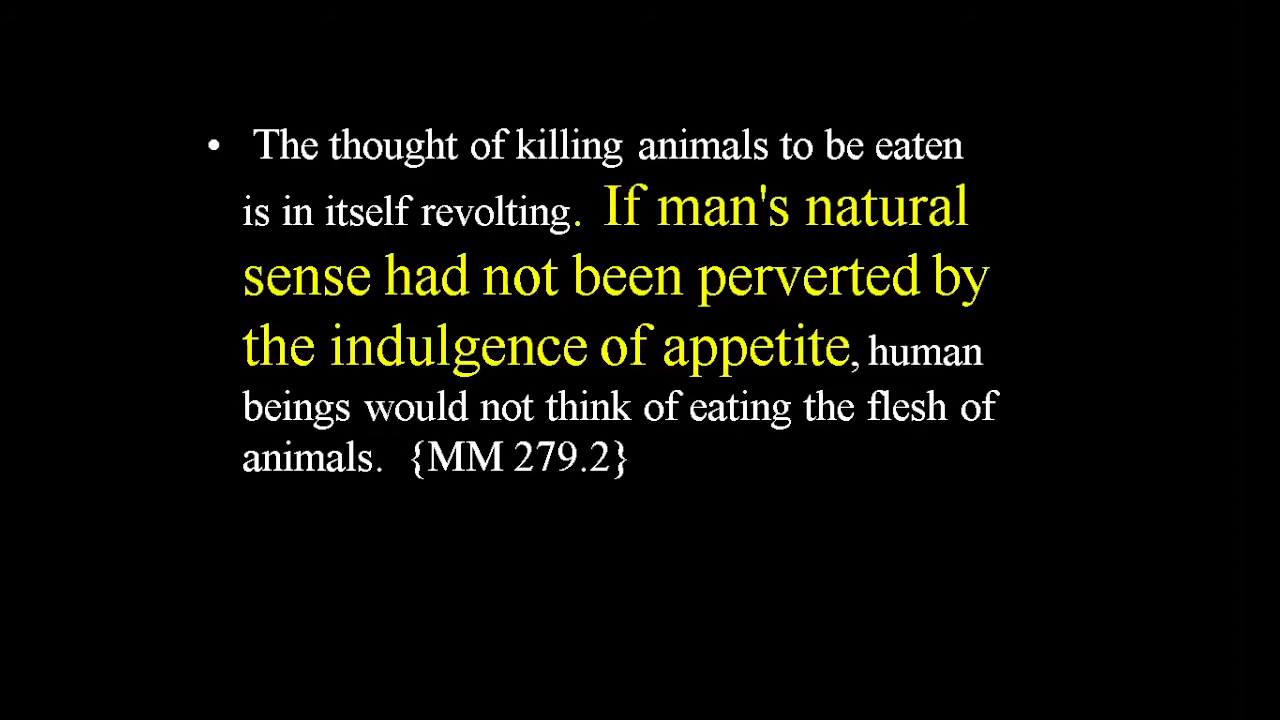 • The thought of killing animals to be eaten
is in itself revolting. If man's natural
sense had not been perverted by
the indulgence of appetite, human
beings would not think of eating the flesh of
animals. {MM 279.2}